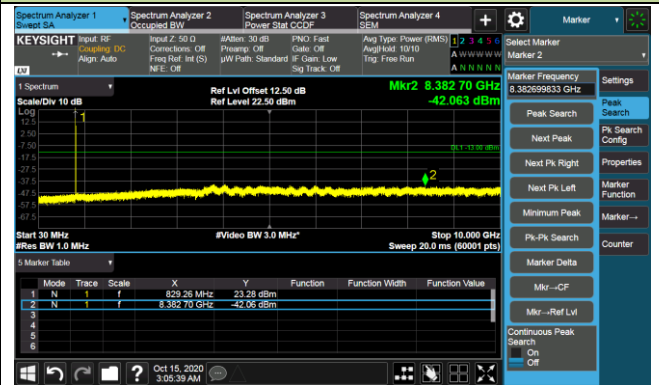 Spectrum Analyzer 1
Swept SA
Spectrum Analyzer 2
Occupied BW
Spectrum Analyzer 3
Power Stat CCDF
Spectrum Analyzer 4
SEM
+
Marker
KEYSIGHT
Input: RF
Coupling: DC
Align: Auto
Input Z: 50 Ω
Corrections: Off
Freq Ref: Int (S)
NFE: Off
#Atten: 30 dB
Preamp: Off
µW Path: Standard
PNO: Fast
Gate: Off
IF Gain: Low
Sig Track: Off
Avg Type: Power (RMS)
Avg|Hold: 10/10
Trig: Free Run
1 2 3 4 5 6
A W W W W W
A N N N N N
LXI
Select Marker
Marker 2
1 Spectrum
Scale/Div 10 dB
Ref Lvl Offset 12.50 dB
Ref Level 22.50 dBm
Mkr2 8.382 70 GHz
-42.063 dBm
Log
12.5
2.50
-7.50
-17.5
-27.5
-37.5
-47.5
-57.5
-67.5
1
DL1 -13.00 dBm
2
Start 30 MHz
#Res BW 1.0 MHz
#Video BW 3.0 MHz*
Stop 10.000 GHz
Sweep 20.0 ms (60001 pts)
5 Marker Table
Mode Trace Scale X Y Function Function Width Function Value
1 N 1 f 829.26 MHz 23.28 dBm
2 N 1 f 8.382 70 GHz -42.06 dBm
3
4
5
6
Marker Frequency
8.382699833 GHz
Peak Search
Next Peak
Next Pk Right
Next Pk Left
Minimum Peak
Pk-Pk Search
Marker Delta
Mkr→CF
Mkr→Ref Lvl
Continuous Peak
Search
On
Off
Settings
Peak
Search
Pk Search
Config
Properties
Marker
Function
Marker→
Counter
?
Oct 15, 2020
3:05:39 AM